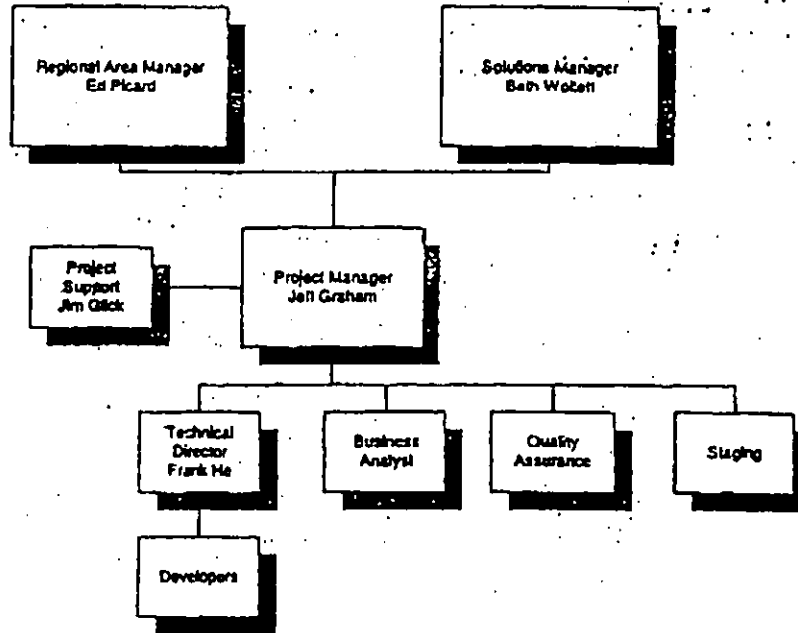 Regional Area Manager
Ed Picard
Solutions Manager
Beth
Project
Support
Jim Glick
Project Manager
Jeff Graham
Technical
Director
Frank He
Business
Analyst
Quality
Assurance
Staging
Developers